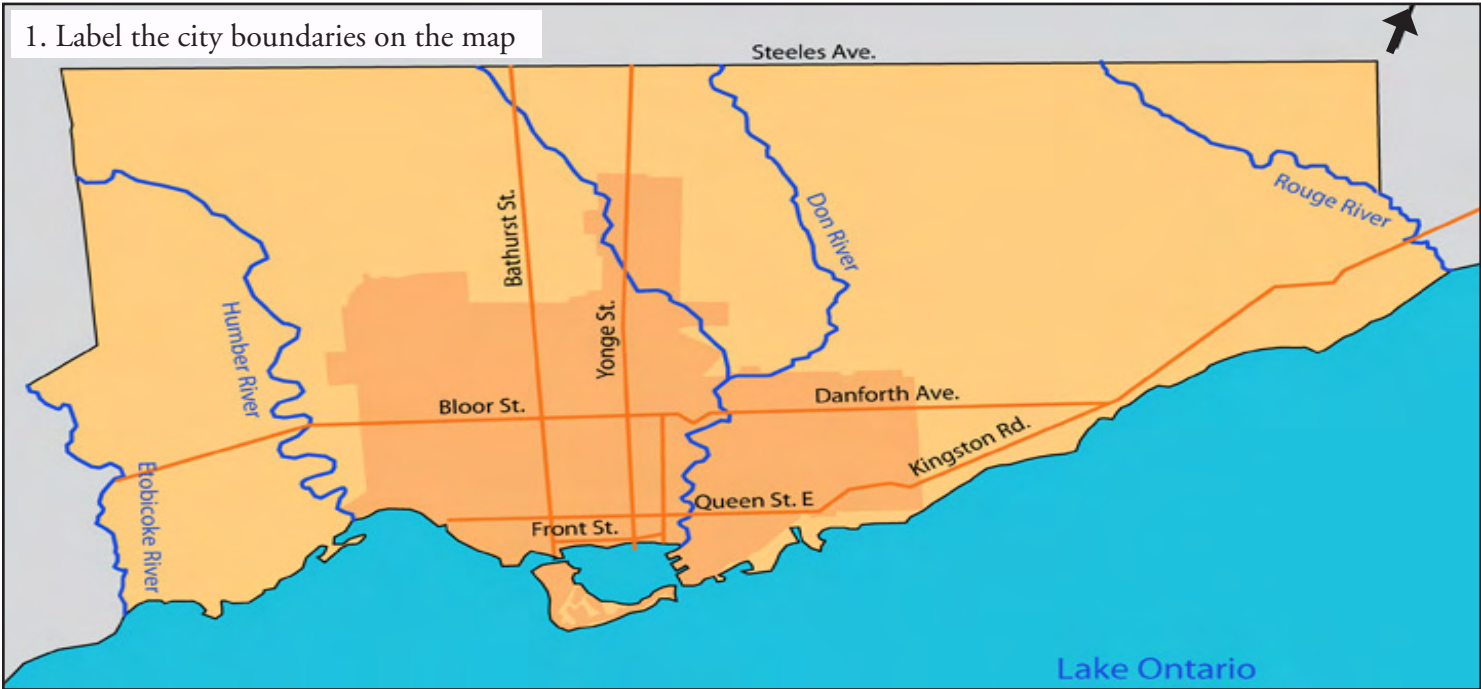 1. Label the city boundaries on the map
Steeles Ave.
Bathurst St.
Yonge St.
Don River
Rouge River
Humber River
Bloor St.
Danforth Ave.
Kingston Rd.
Etobicoke River
Queen St. E
Front St.
Lake Ontario